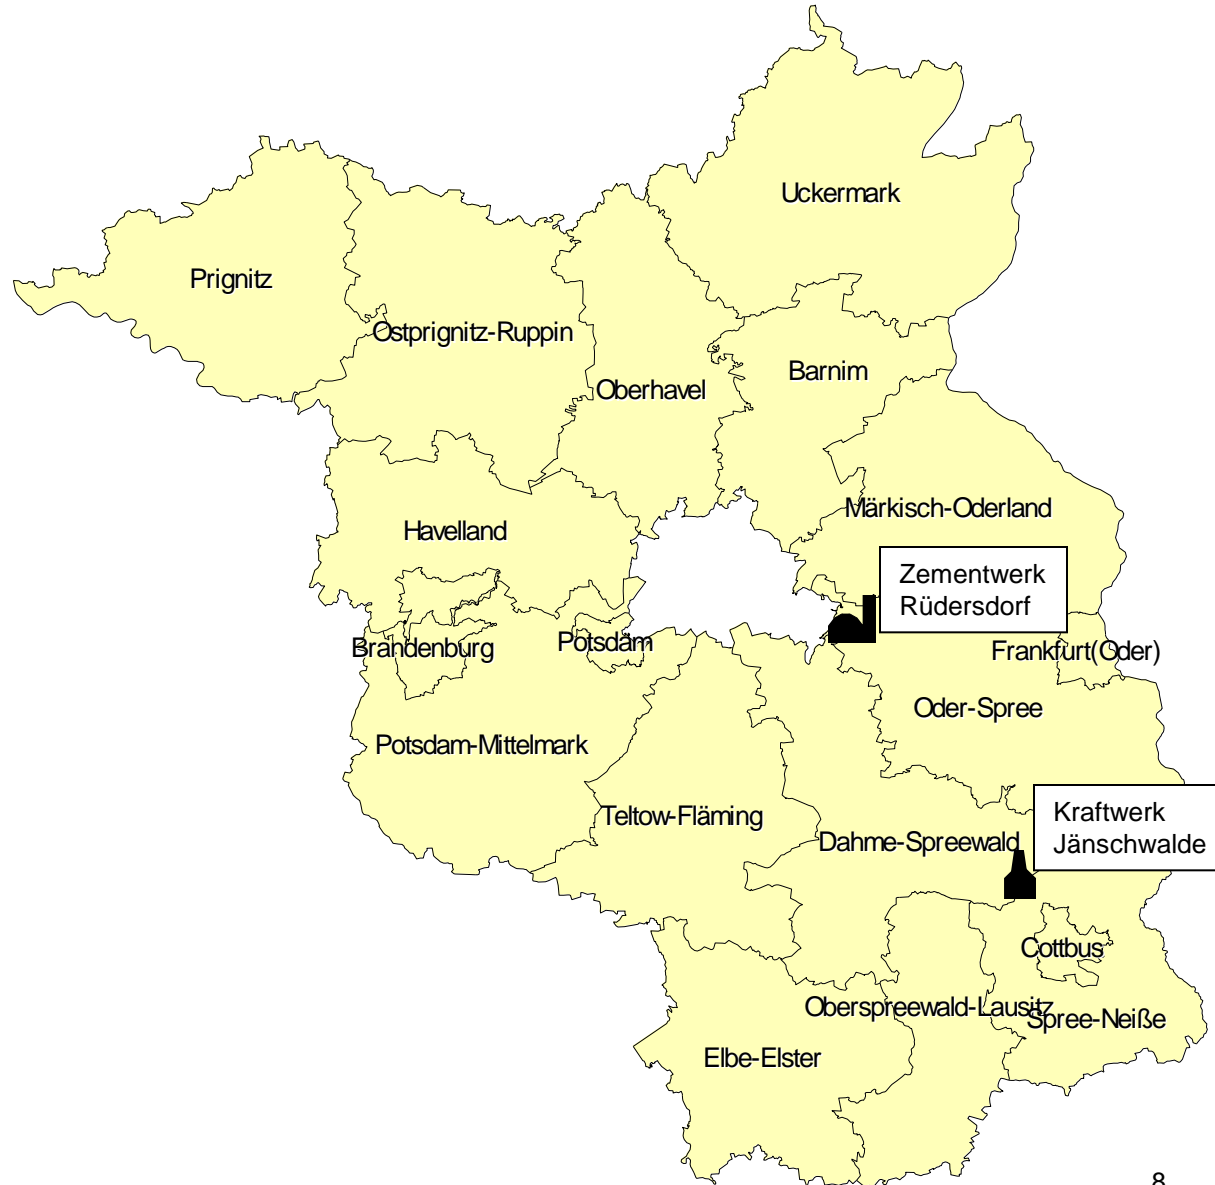 Uckermark
Prignitz
Ostprignitz-Ruppin
Barnim
Oberhavel
Märkisch-Oderland
Havelland
Zementwerk
Rüdersdorf
Brandenburg
Potsdam
Frankfurt(Oder)
Oder-Spree
Potsdam-Mittelmark
Kraftwerk
Jänschwalde
Teltow-Fläming
Dahme-Spreewald
Cottbus
Oberspreewald-Lausitz
Spree-Neiße
Elbe-Elster
8